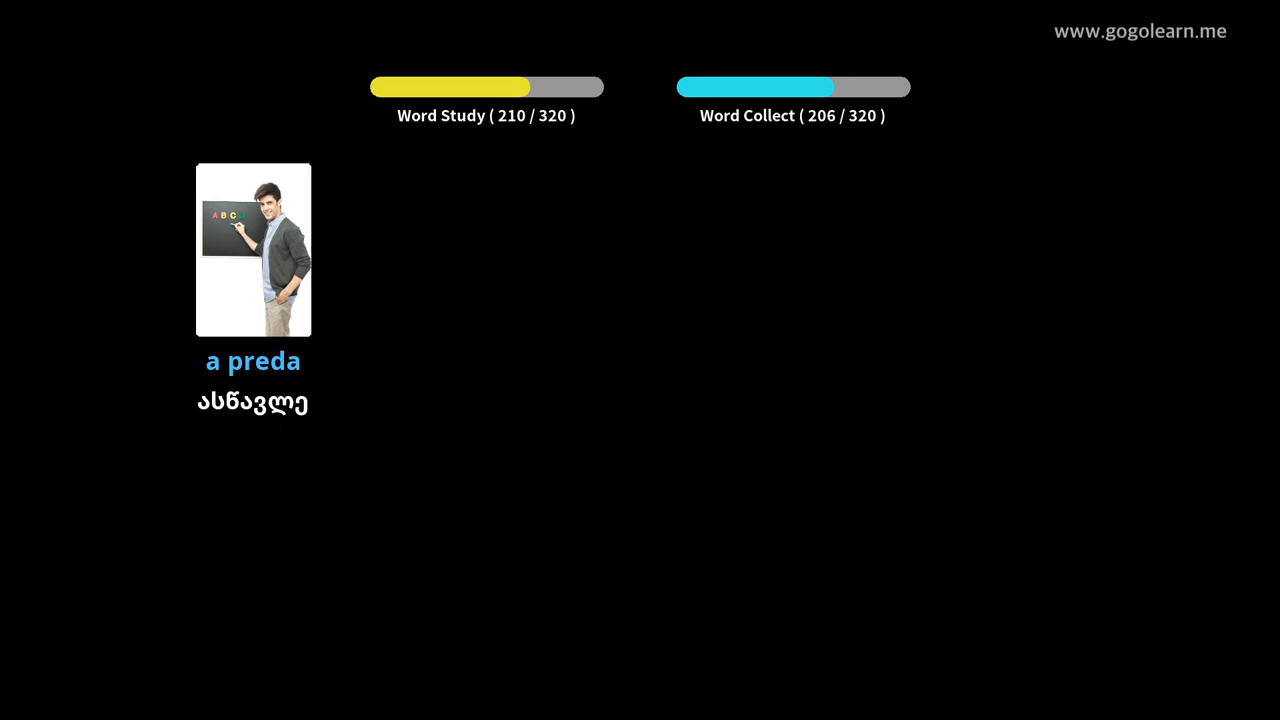 www.gogolearn.me
Word Study ( 210 / 320 )
Word Collect ( 206 / 320 )
A B C D
a preda
ასწავლე